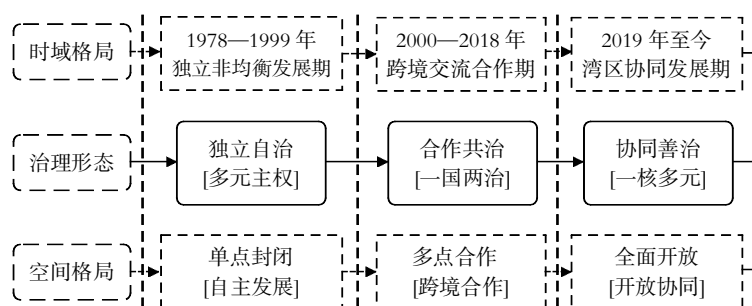 时域格局
1978—1999 年
独立非均衡发展期
2000—2018 年
跨境交流合作期
2019 年至今
湾区协同发展期
治理形态
独立自治
[多元主权]
合作共治
[一国两治]
协同善治
[一核多元]
空间格局
单点封闭
[自主发展]
多点合作
[跨境合作]
全面开放
[开放协同]